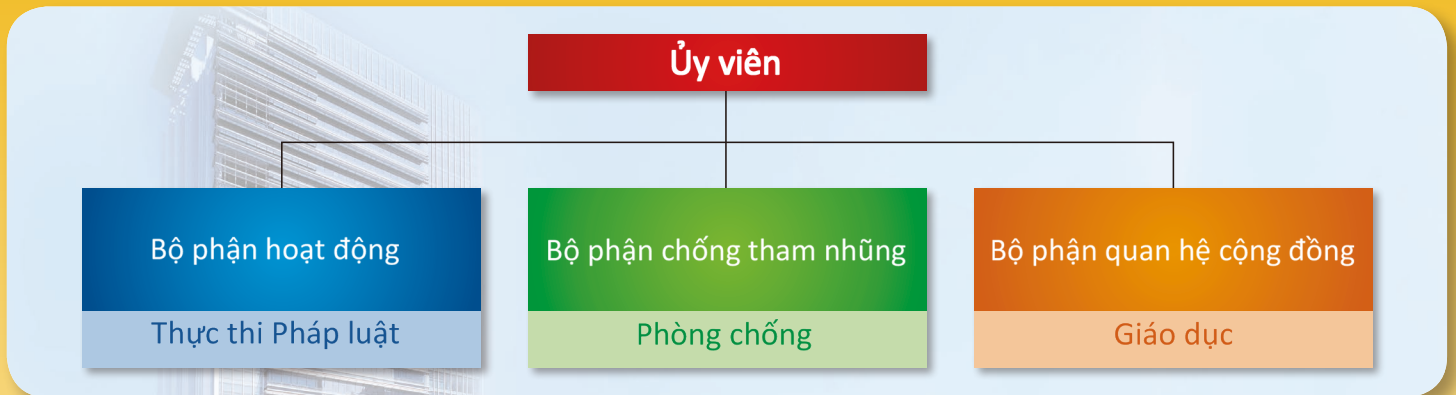 Ủy viên
Bộ phận hoạt động
Thực thi Pháp luật
Bộ phận chống tham nhũng
Phòng chống
Bộ phận quan hệ cộng đồng
Giáo dục